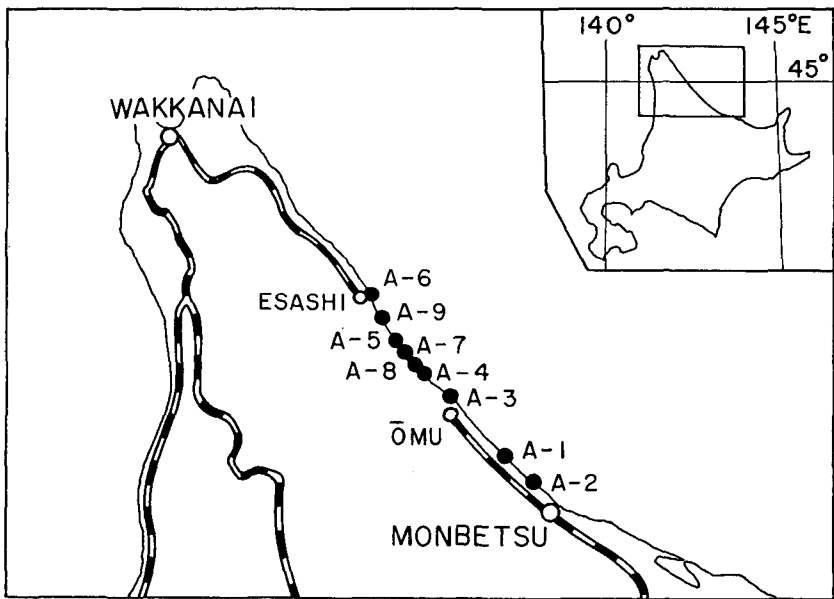 140° 145°E
45°
WAKKANAI
A-6
ESASHI
A-9
A-5 A-7
A-8 A-4
A-3
ŌMU
A-1
A-2
MONBETSU